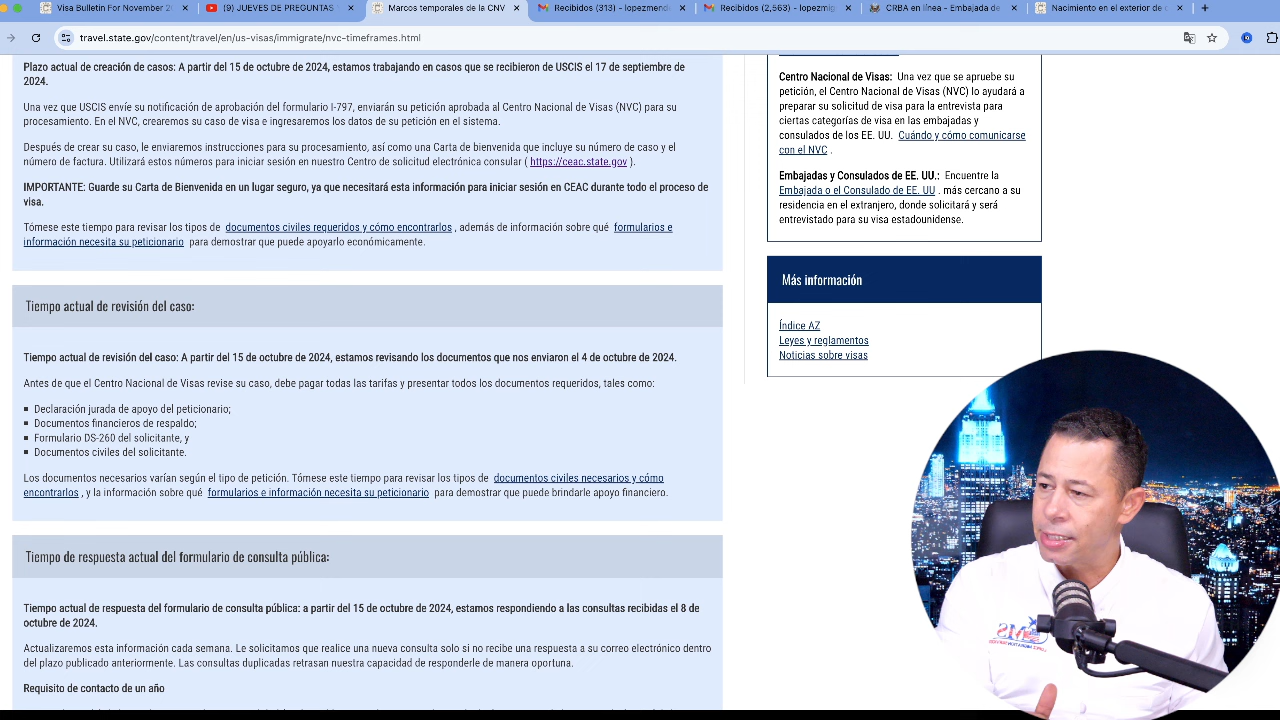 Visa Bulletin For November 2
(9) JUEVES DE PREGUNTAS
Marcos temporales de la CNV
Recibidos (313) - lopezmend
Recibidos (2,563) - lopezmig
CRBA en línea - Embajada de
Nacimiento en el exterior de c
travel.state.gov/content/travel/en/us-visas/immigrate/nvc-timeframes.html
Plazo actual de creación de casos: A partir del 15 de octubre de 2024, estamos trabajando en casos que se recibieron de USCIS el 17 de septiembre de
2024.
Una vez que USCIS envíe su notificación de aprobación del formulario I-797, enviarán su petición aprobada al Centro Nacional de Visas (NVC) para su
procesamiento. En el NVC, crearemos su caso de visa e ingresaremos los datos de su petición en el sistema.
Después de crear su caso, le enviaremos instrucciones de procesamiento, así como una Carta de bienvenida que incluye su número de caso y el
número de factura. Utilizará estos números para iniciar sesión en nuestro Centro de solicitud electrónica consular ( https://ceac.state.gov ).
IMPORTANTE: Guarde su Carta de Bienvenida en un lugar seguro, ya que necesitará esta información para iniciar sesión en CEAC durante todo el proceso de
visa.
Tómese este tiempo para revisar los tipos de documentos civiles requeridos y cómo encontrarlos , además de información sobre qué formularios e
información necesita su peticionario para demostrar que puede apoyarlo económicamente.
Tiempo actual de revisión del caso:
Tiempo actual de revisión del caso: A partir del 15 de octubre de 2024, estamos revisando los documentos que nos enviaron el 4 de octubre de 2024.
Antes de que el Centro Nacional de Visas revise su caso, debe pagar todas las tarifas y presentar todos los documentos requeridos, tales como:
Declaración jurada de apoyo del peticionario;
Documentos financieros de respaldo;
Formulario DS-260 del solicitante, y
Documentos civiles del solicitante.
Los documentos necesarios varían según el tipo de visa. Aproveche este tiempo para revisar los tipos de documentos civiles necesarios y cómo
encontrarlos , y la información sobre qué formularios e información necesita su peticionario para demostrar que puede brindarle apoyo financiero.
Tiempo de respuesta actual del formulario de consulta pública:
Tiempo actual de respuesta del formulario de consulta pública: a partir del 15 de octubre de 2024, estamos respondiendo a las consultas recibidas el 8 de
octubre de 2024.
Actualizaremos esta información cada semana. Le solicitamos que envíe una nueva consulta solo si no recibe una respuesta a su correo electrónico dentro
del plazo publicado anteriormente. Las consultas duplicadas retrasan nuestra capacidad de responderle de manera oportuna.
Requisito de contacto de un año
Centro Nacional de Visas: Una vez que se apruebe su
petición, el Centro Nacional de Visas (NVC) lo ayudará a
preparar su solicitud de visa para la entrevista para
ciertas categorías de visa en las embajadas y
consulados de los EE. UU. Cuándo y cómo comunicarse
con el NVC .
Embajadas y Consulados de EE. UU.: Encuentre la
Embajada o el Consulado de EE. UU . más cercano a su
residencia en el extranjero, donde solicitará y será
entrevistado para su visa estadounidense.
Más información
Índice AZ
Leyes y reglamentos
Noticias sobre visas